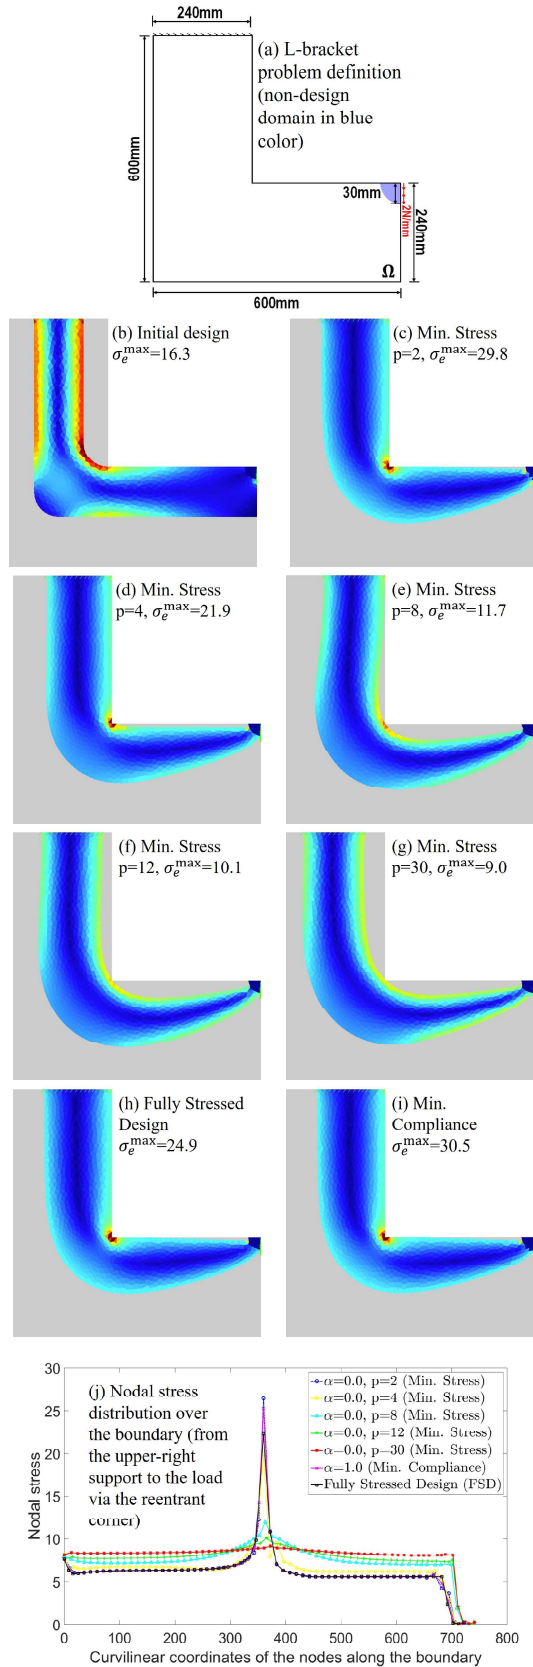 240mm
(a) L-bracket
problem definition
(non-design
domain in blue
color)
600mm
30mm
2N/mm
240mm
Ω
600mm
(b) Initial design
σₑᵐᵃˣ=16.3
(c) Min. Stress
p=2, σₑᵐᵃˣ=29.8
(d) Min. Stress
p=4, σₑᵐᵃˣ=21.9
(e) Min. Stress
p=8, σₑᵐᵃˣ=11.7
(f) Min. Stress
p=12, σₑᵐᵃˣ=10.1
(g) Min. Stress
p=30, σₑᵐᵃˣ=9.0
(h) Fully Stressed
Design
σₑᵐᵃˣ=24.9
(i) Min.
Compliance
σₑᵐᵃˣ=30.5
30
25
20
15
10
5
0
Nodal stress
(j) Nodal stress
distribution over
the boundary (from
the upper-right
support to the load
via the reentrant
corner)
α=0.0, p=2 (Min. Stress)
α=0.0, p=4 (Min. Stress)
α=0.0, p=8 (Min. Stress)
α=0.0, p=12 (Min. Stress)
α=0.0, p=30 (Min. Stress)
α=1.0 (Min. Compliance)
Fully Stressed Design (FSD)
0 100 200 300 400 500 600 700 800
Curvilinear coordinates of the nodes along the boundary